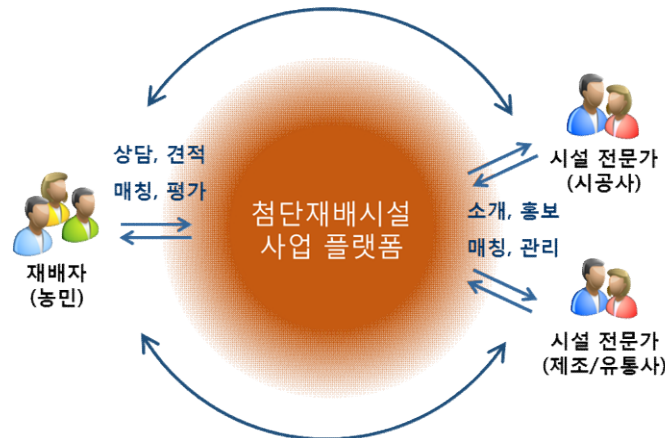 상담, 견적
매칭, 평가
재배자
(농민)
첨단재배시설
사업 플랫폼
소개, 홍보
매칭, 관리
시설 전문가
(시공사)
시설 전문가
(제조/유통사)